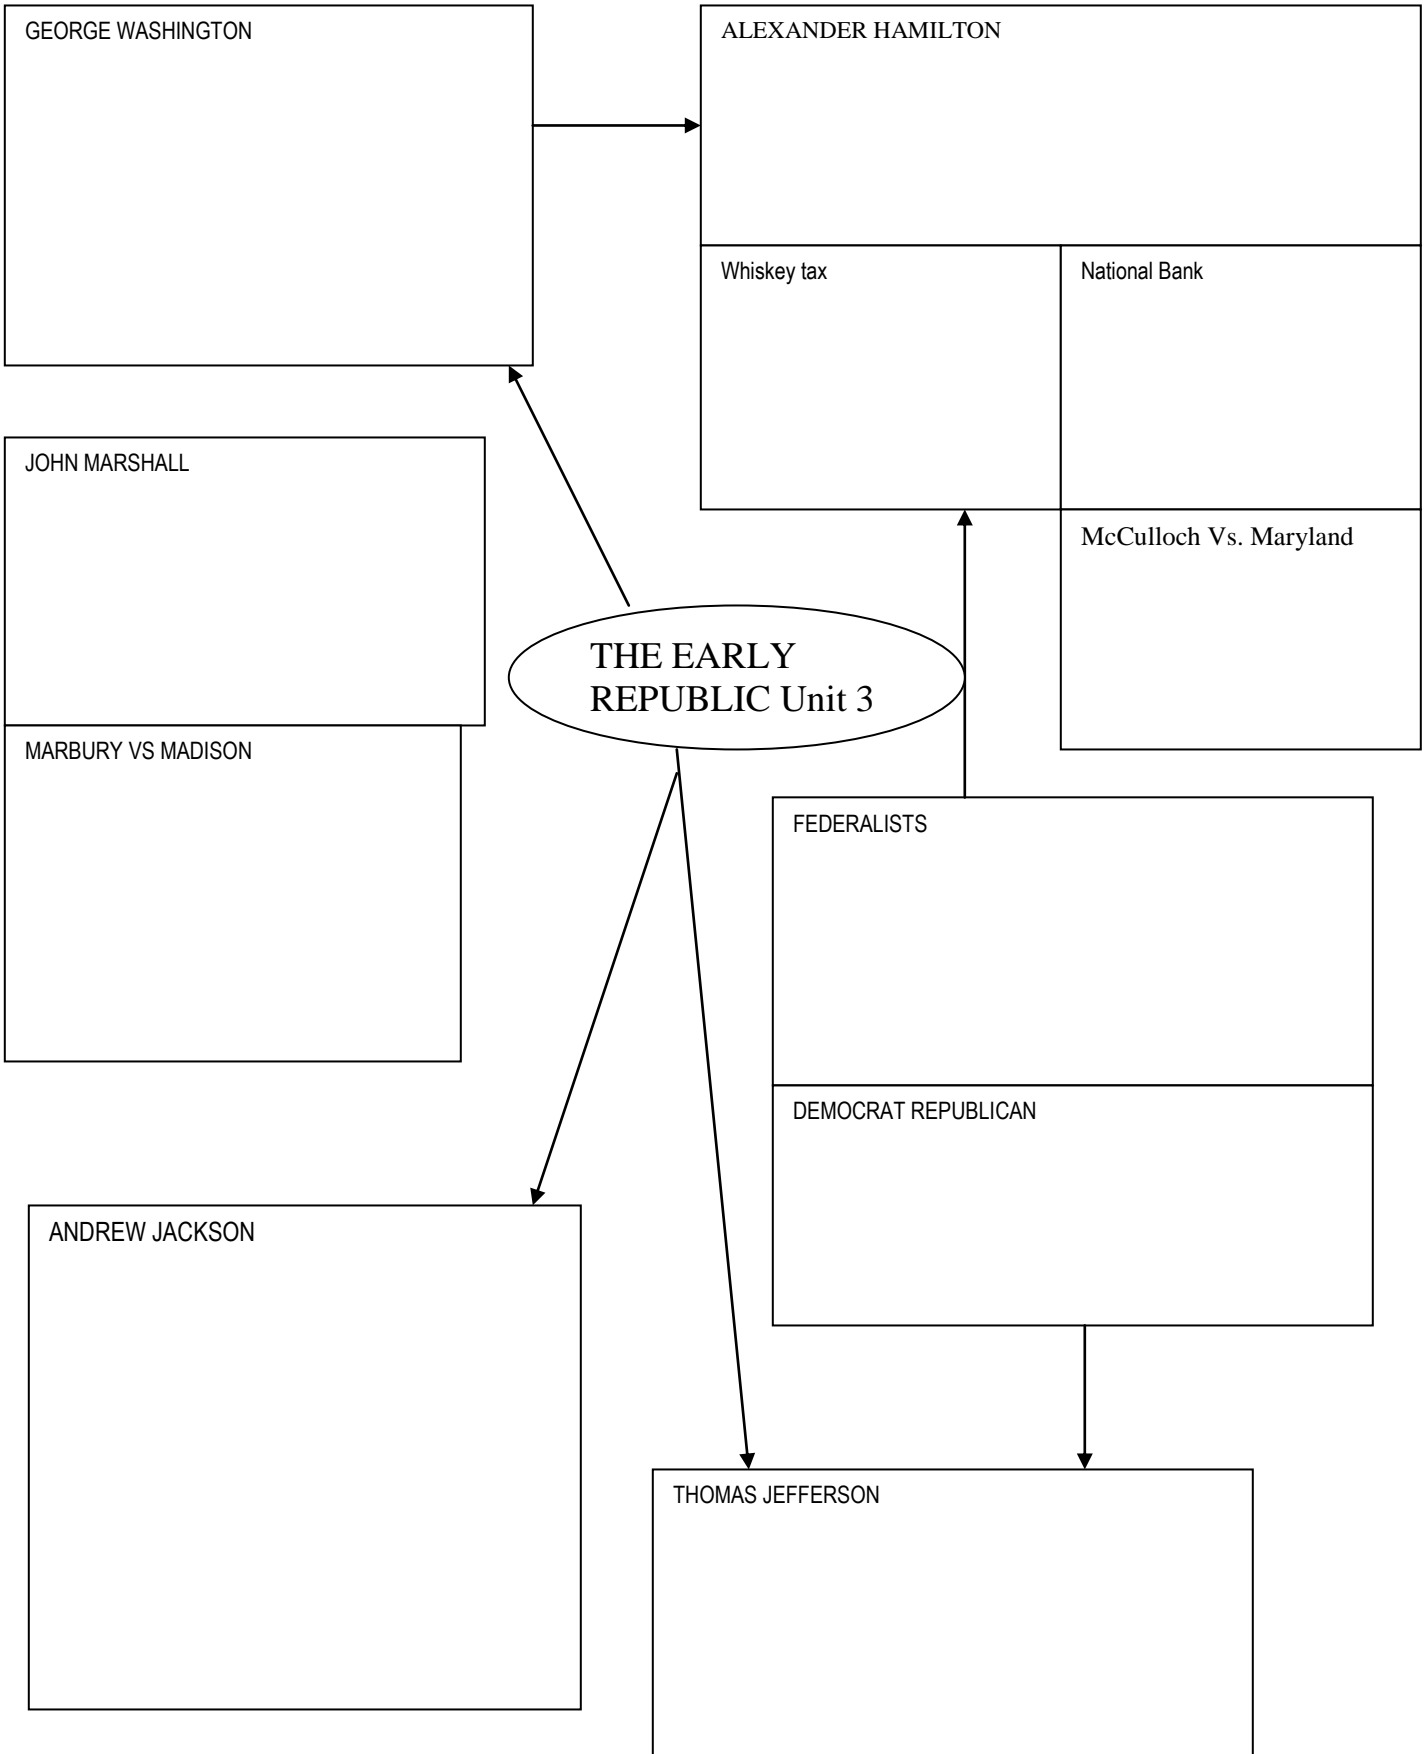 GEORGE WASHINGTON
ALEXANDER HAMILTON
Whiskey tax
National Bank
JOHN MARSHALL
McCulloch Vs. Maryland
THE EARLY
REPUBLIC Unit 3
MARBURY VS MADISON
FEDERALISTS
DEMOCRAT REPUBLICAN
ANDREW JACKSON
THOMAS JEFFERSON